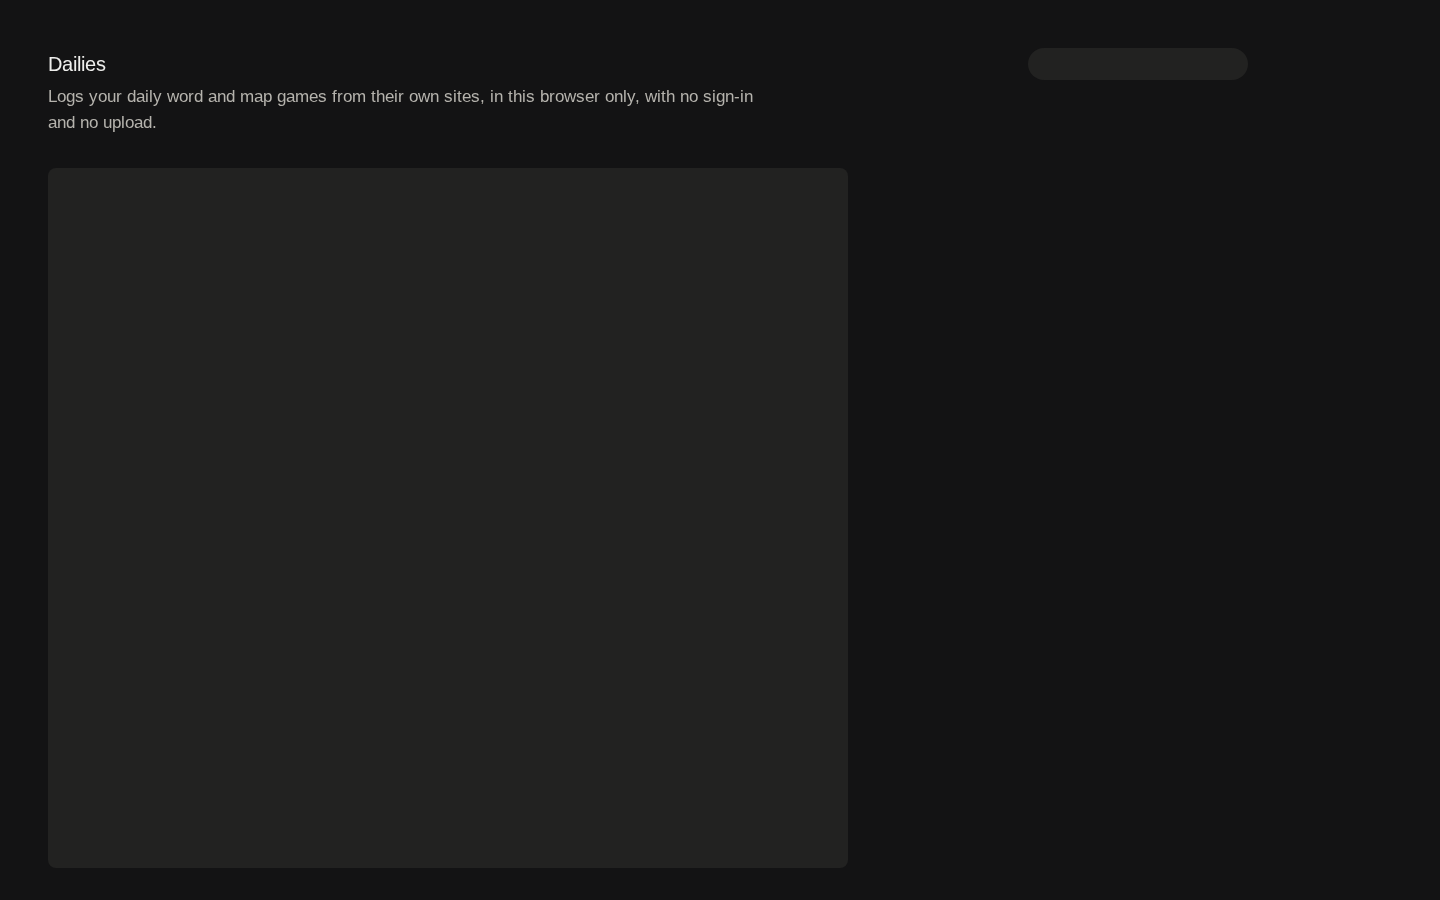 Dailies
Logs your daily word and map games from their own sites, in this browser only, with no sign-in
and no upload.